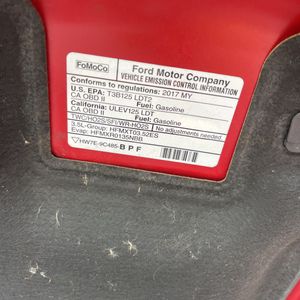 FoMoCo
Ford Motor Company
VEHICLE EMISSION CONTROL INFORMATION
Conforms to regulations: 2017 MY
U.S. EPA: T3B125 LDT2
CA OBD II Fuel: Gasoline
California: ULEV125 LDT
CA OBD II Fuel: Gasoline
TWC/HO2S/SFI/WR-HO2S No adjustments needed.
3.5L-Group: HFMXT03.52ES
Evap: HFMXR0135NBB
HW7E-9C485-BPF